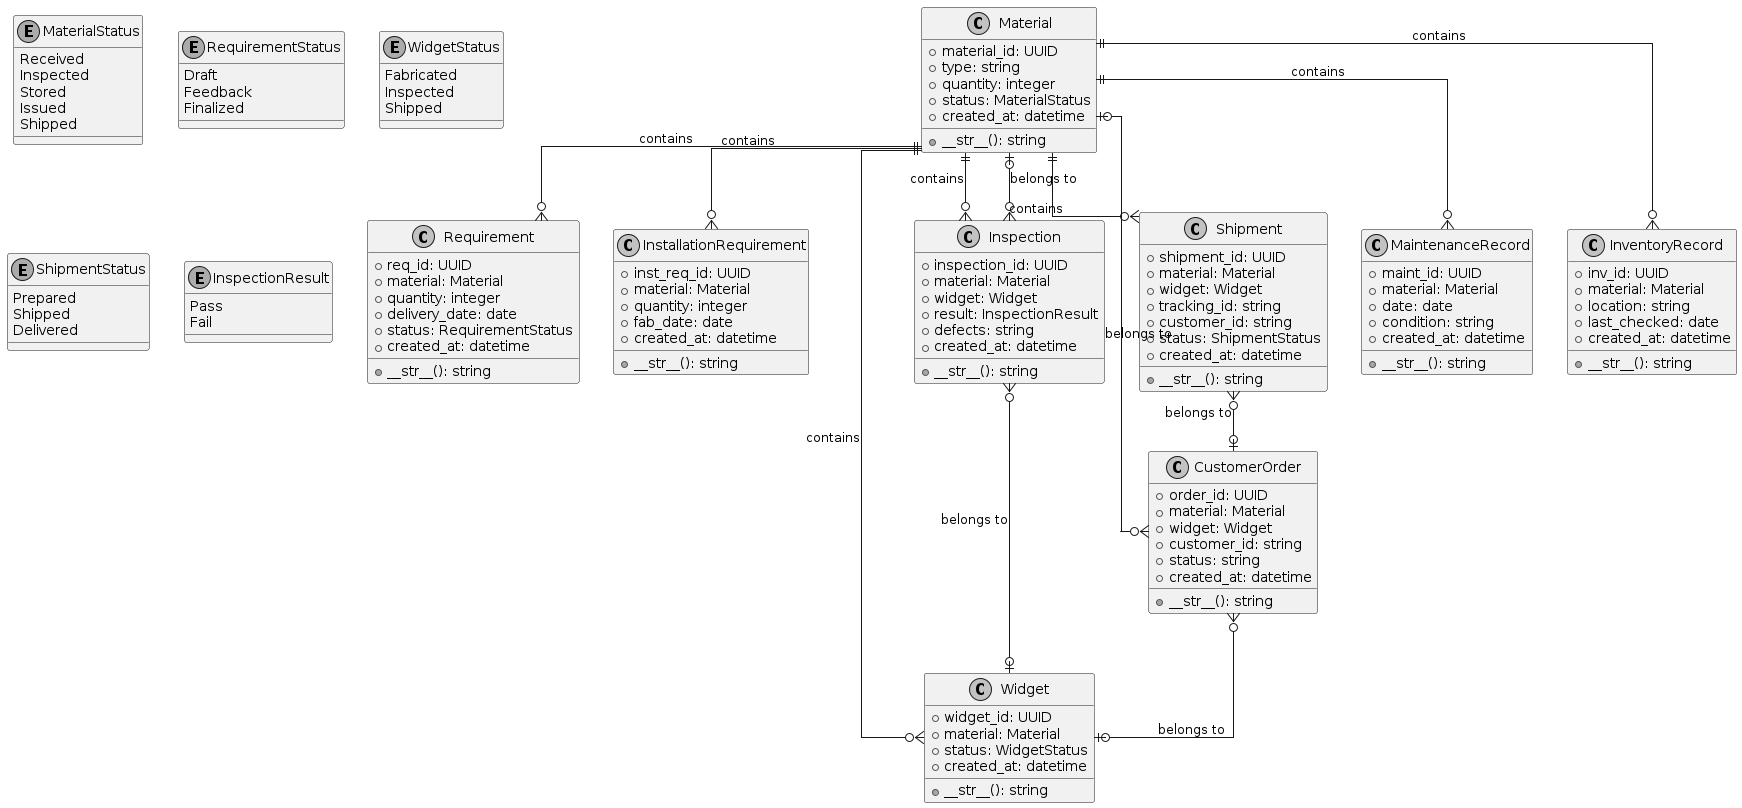 E MaterialStatus
Received
Inspected
Stored
Issued
Shipped
E RequirementStatus
Draft
Feedback
Finalized
E WidgetStatus
Fabricated
Inspected
Shipped
C Material
material_id: UUID
type: string
quantity: integer
status: MaterialStatus
created_at: datetime
__str__(): string
contains
contains
contains
contains
contains
belongs to
contains
E ShipmentStatus
Prepared
Shipped
Delivered
E InspectionResult
Pass
Fail
C Requirement
req_id: UUID
material: Material
quantity: integer
delivery_date: date
status: RequirementStatus
created_at: datetime
__str__(): string
C InstallationRequirement
inst_req_id: UUID
material: Material
quantity: integer
fab_date: date
created_at: datetime
__str__(): string
C Inspection
inspection_id: UUID
material: Material
widget: Widget
result: InspectionResult
defects: string
created_at: datetime
__str__(): string
belongs to
C Shipment
shipment_id: UUID
material: Material
widget: Widget
tracking_id: string
customer_id: string
status: ShipmentStatus
created_at: datetime
__str__(): string
C MaintenanceRecord
maint_id: UUID
material: Material
date: date
condition: string
created_at: datetime
__str__(): string
C InventoryRecord
inv_id: UUID
material: Material
location: string
last_checked: date
created_at: datetime
__str__(): string
belongs to
contains
C CustomerOrder
order_id: UUID
material: Material
widget: Widget
customer_id: string
status: string
created_at: datetime
__str__(): string
belongs to
C Widget
widget_id: UUID
material: Material
status: WidgetStatus
created_at: datetime
__str__(): string
belongs to